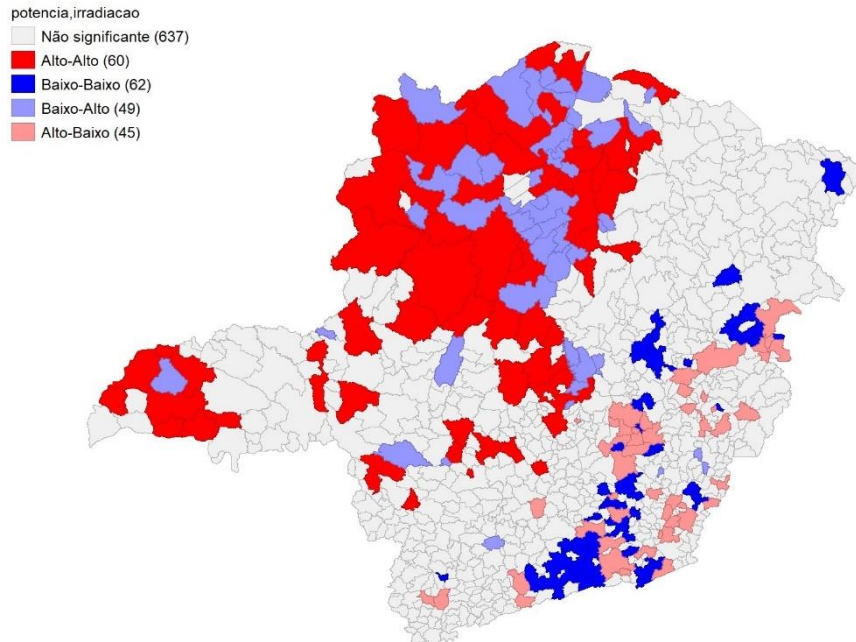 potencia,irradiacao
Não significante (637)
Alto-Alto (60)
Baixo-Baixo (62)
Baixo-Alto (49)
Alto-Baixo (45)